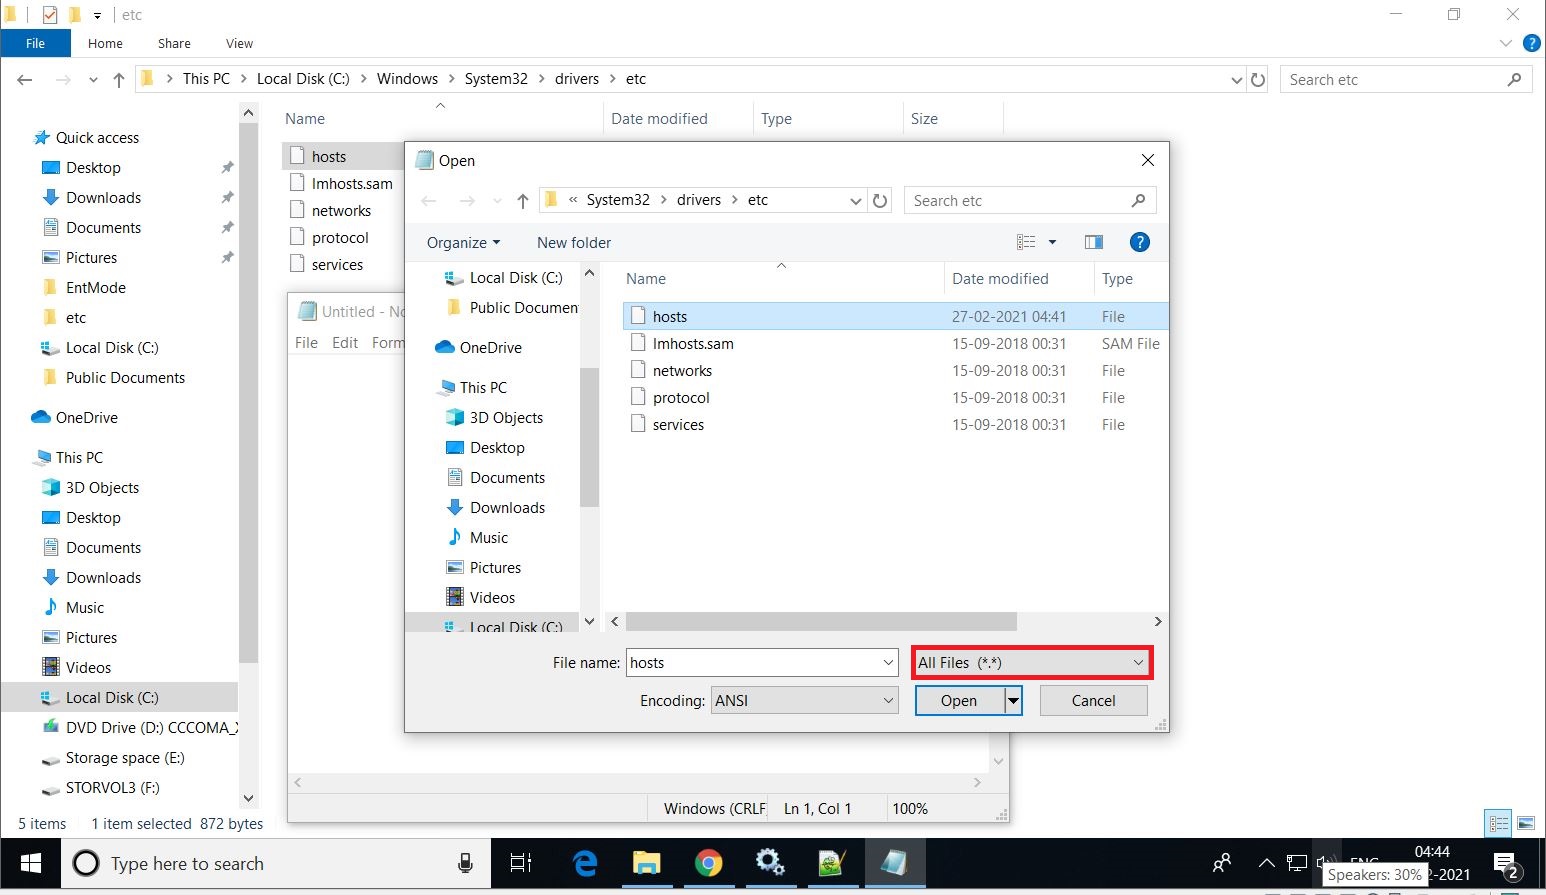 etc
File Home Share View
This PC > Local Disk (C:) > Windows > System32 > drivers > etc
Search etc
Name Date modified Type Size
Quick access
Desktop
Downloads
Documents
Pictures
EntMode
etc
Local Disk (C:)
Public Documents
OneDrive
This PC
3D Objects
Desktop
Documents
Downloads
Music
Pictures
Videos
Local Disk (C:)
DVD Drive (D:) CCCOMA_X
Storage space (E:)
STORVOL3 (F:)
hosts
lmhosts.sam
networks
protocol
services
Untitled - No
File Edit Form
Open
« System32 > drivers > etc
Search etc
Organize New folder
Local Disk (C:)
Public Documen
OneDrive
This PC
3D Objects
Desktop
Documents
Downloads
Music
Pictures
Videos
Local Disk (C:)
Name Date modified Type
hosts 27-02-2021 04:41 File
lmhosts.sam 15-09-2018 00:31 SAM File
networks 15-09-2018 00:31 File
protocol 15-09-2018 00:31 File
services 15-09-2018 00:31 File
File name: hosts All Files (*.*)
Encoding: ANSI Open Cancel
Windows (CRLF Ln 1, Col 1 100%
5 items 1 item selected 872 bytes
Type here to search
ENG
04:44
-2021
Speakers: 30%
2